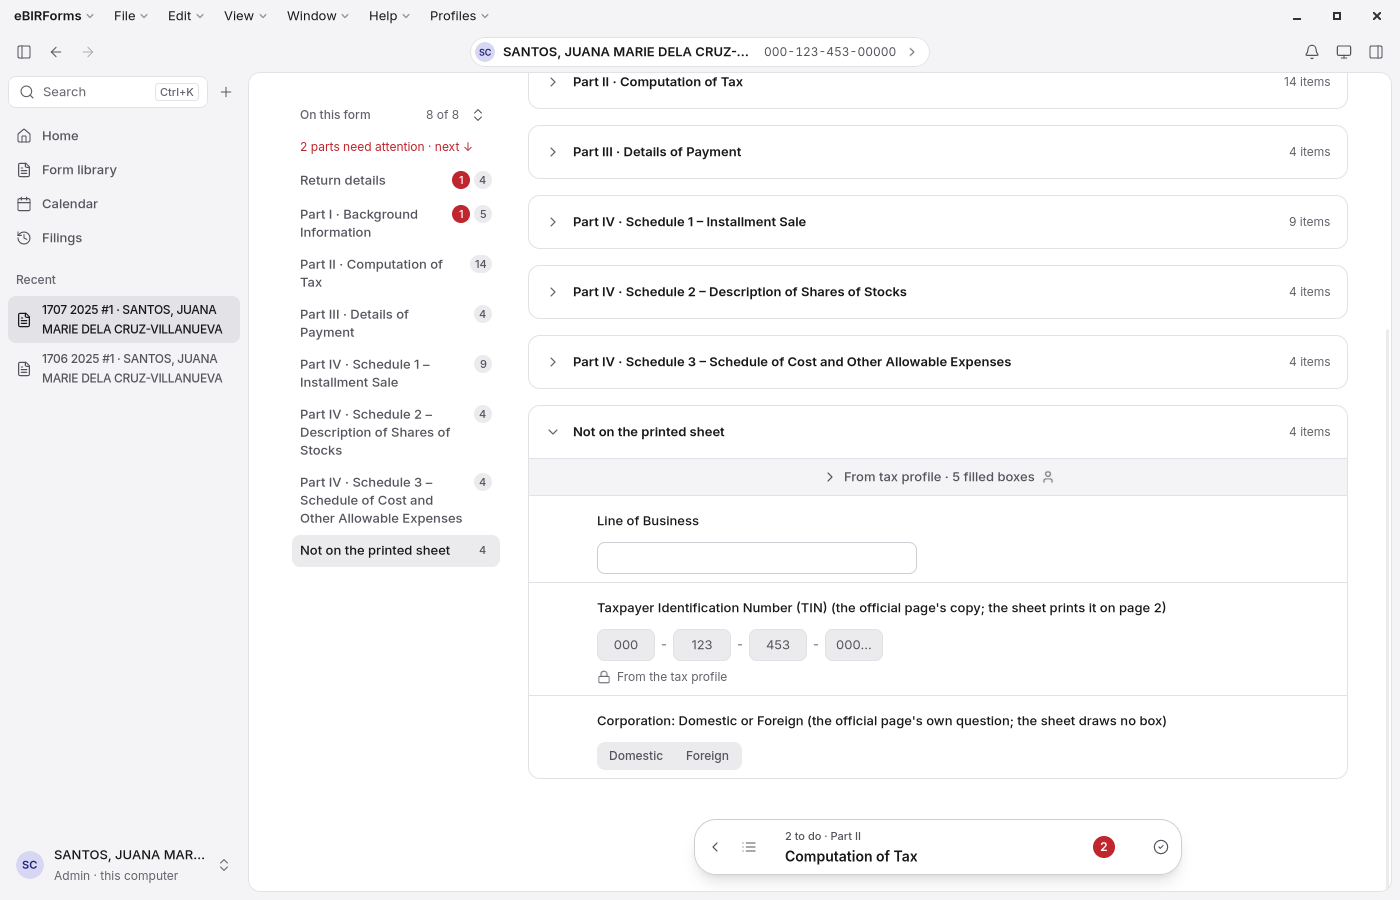 eBIRForms File Edit View Window Help Profiles
SC SANTOS, JUANA MARIE DELA CRUZ-... 000-123-453-00000
Search Ctrl+K
Home
Form library
Calendar
Filings
Recent
1707 2025 #1 · SANTOS, JUANA
MARIE DELA CRUZ-VILLANUEVA
1706 2025 #1 · SANTOS, JUANA
MARIE DELA CRUZ-VILLANUEVA
SC SANTOS, JUANA MAR...
Admin · this computer
On this form 8 of 8
2 parts need attention · next ↓
Return details 1 4
Part I · Background 1 5
Information
Part II · Computation of 14
Tax
Part III · Details of 4
Payment
Part IV · Schedule 1 – 9
Installment Sale
Part IV · Schedule 2 – 4
Description of Shares of
Stocks
Part IV · Schedule 3 – 4
Schedule of Cost and
Other Allowable Expenses
Not on the printed sheet 4
Part II · Computation of Tax 14 items
Part III · Details of Payment 4 items
Part IV · Schedule 1 – Installment Sale 9 items
Part IV · Schedule 2 – Description of Shares of Stocks 4 items
Part IV · Schedule 3 – Schedule of Cost and Other Allowable Expenses 4 items
Not on the printed sheet 4 items
From tax profile · 5 filled boxes
Line of Business
Taxpayer Identification Number (TIN) (the official page's copy; the sheet prints it on page 2)
000 - 123 - 453 - 000...
From the tax profile
Corporation: Domestic or Foreign (the official page's own question; the sheet draws no box)
Domestic Foreign
2 to do · Part II
Computation of Tax 2